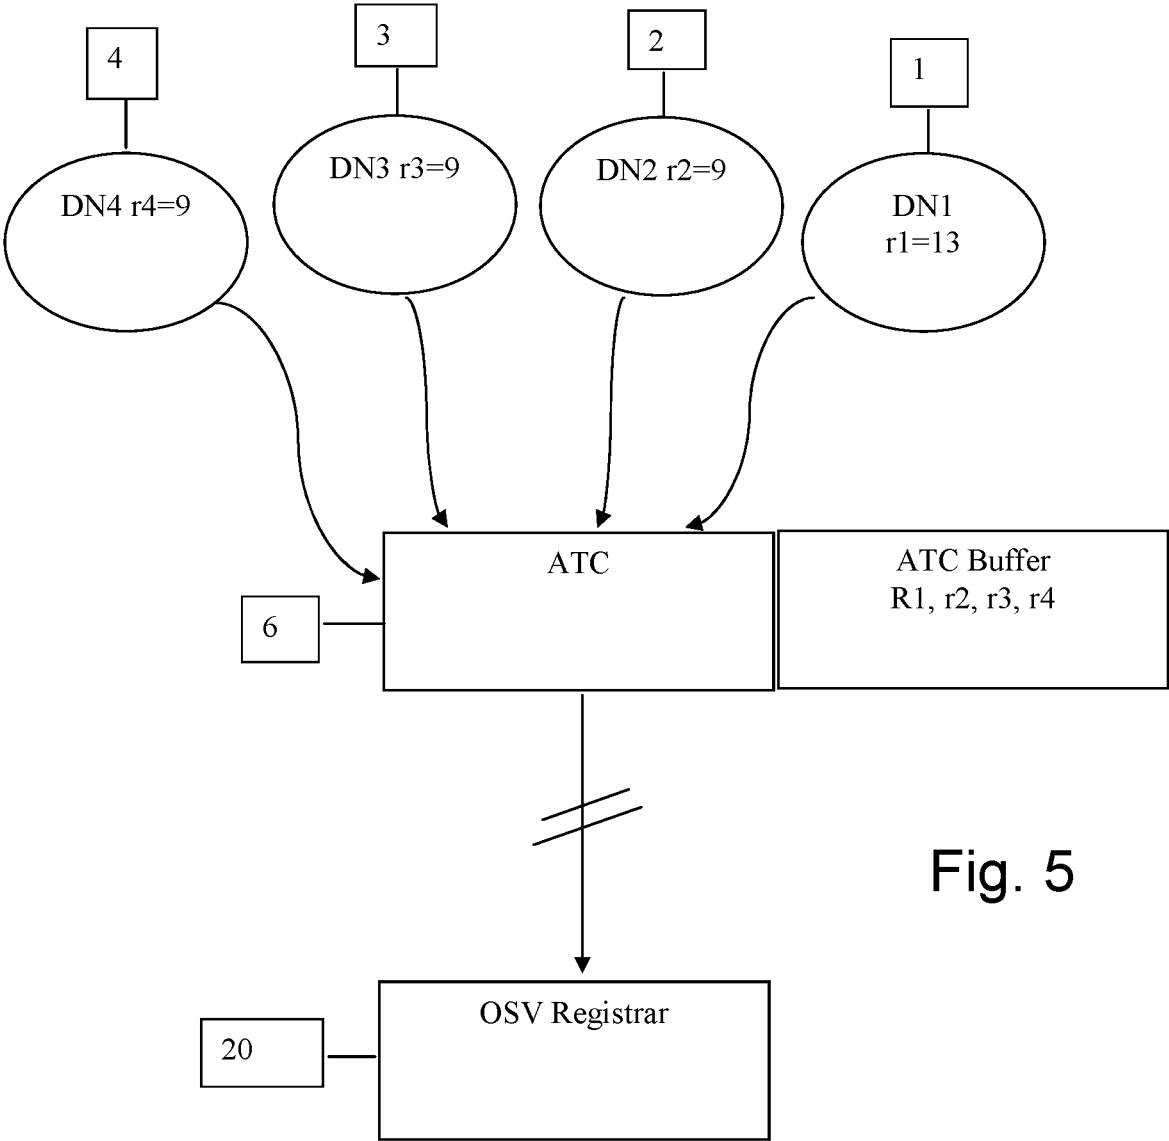 4
3
2
1
DN4 r4=9
DN3 r3=9
DN2 r2=9
DN1
r1=13
ATC
ATC Buffer
R1, r2, r3, r4
6
Fig. 5
OSV Registrar
20